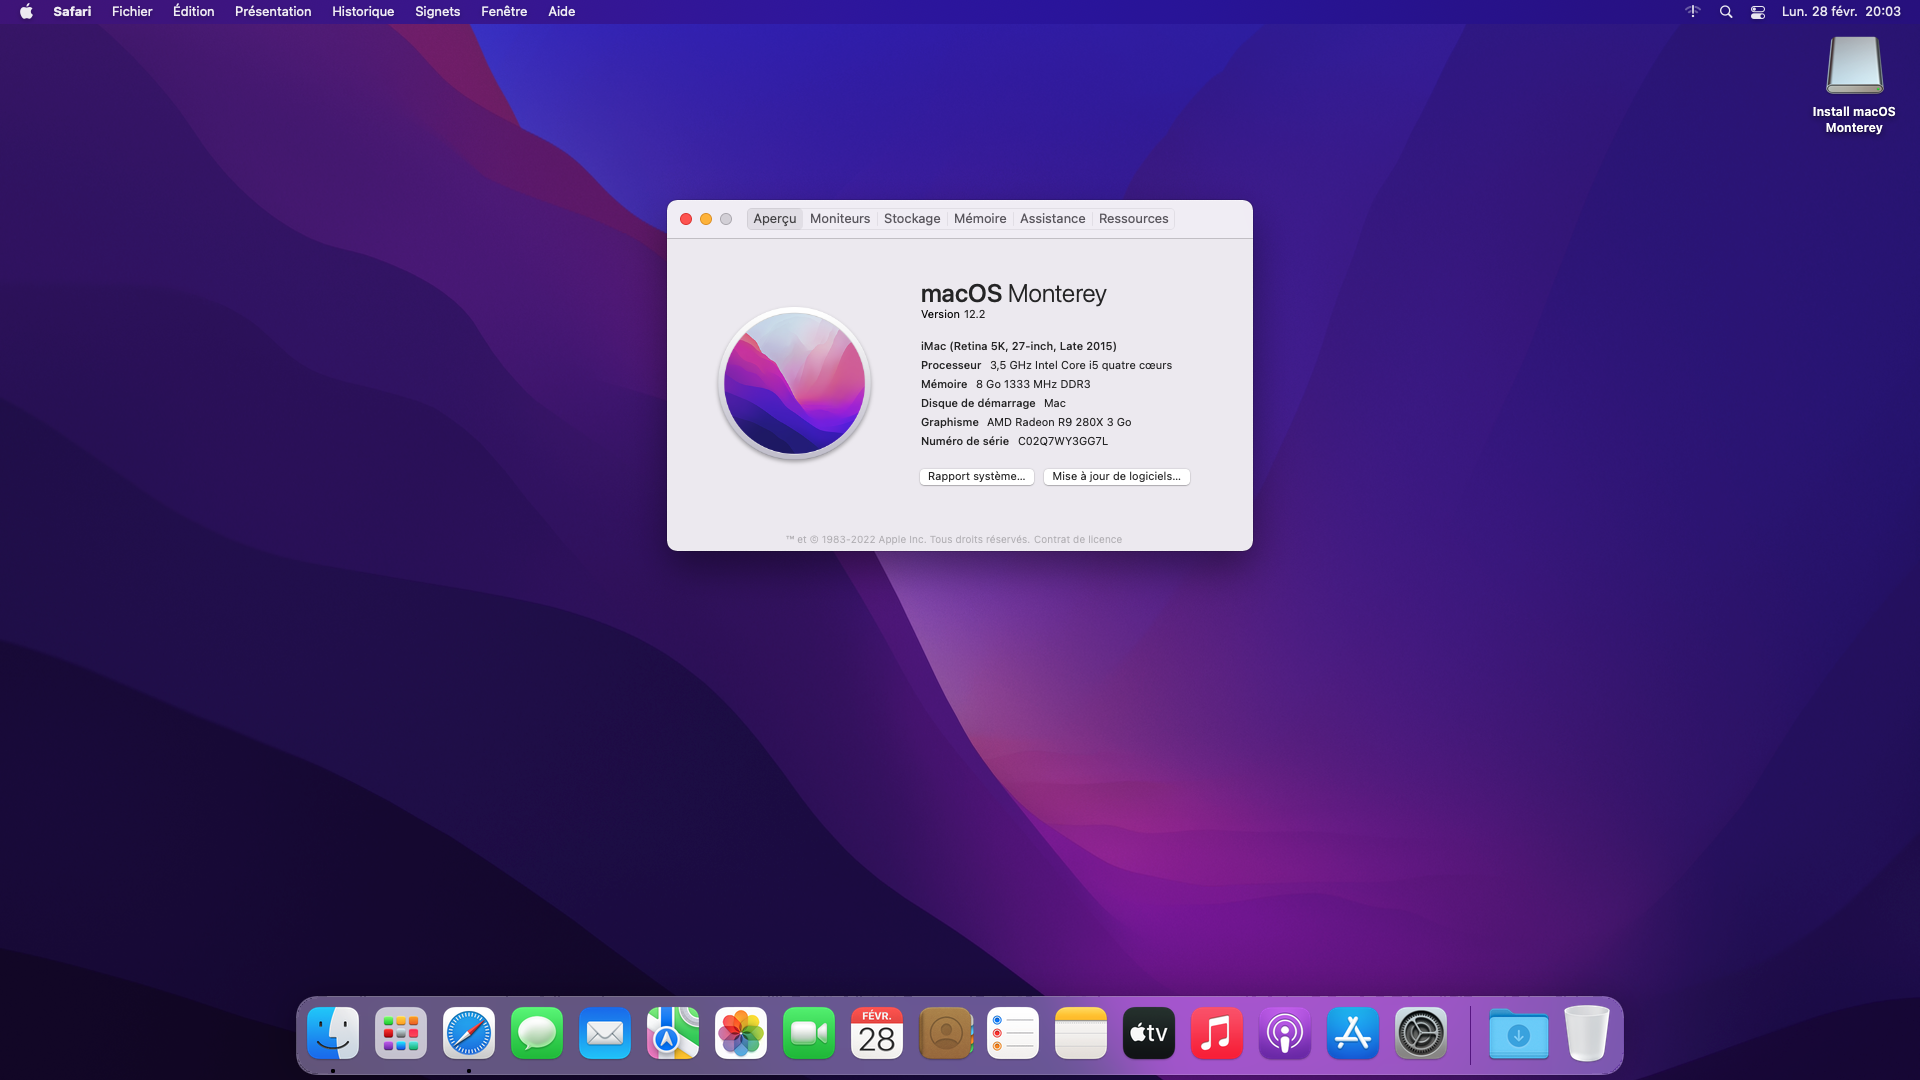 Safari Fichier Édition Présentation Historique Signets Fenêtre Aide
Lun. 28 févr. 20:03
Install macOS
Monterey
Aperçu Moniteurs Stockage Mémoire Assistance Ressources
macOS Monterey
Version 12.2
iMac (Retina 5K, 27-inch, Late 2015)
Processeur 3,5 GHz Intel Core i5 quatre cœurs
Mémoire 8 Go 1333 MHz DDR3
Disque de démarrage Mac
Graphisme AMD Radeon R9 280X 3 Go
Numéro de série C02Q7WY3GG7L
Rapport système... Mise à jour de logiciels...
™ et © 1983-2022 Apple Inc. Tous droits réservés. Contrat de licence
FÉVR.
28
tv